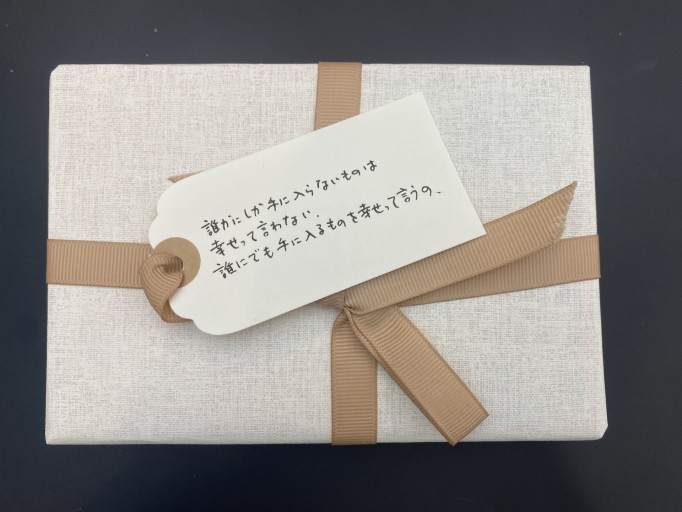 誰かにしか手に入らないものは
幸せって言わない.
誰にでも手に入るものを幸せって言うの、